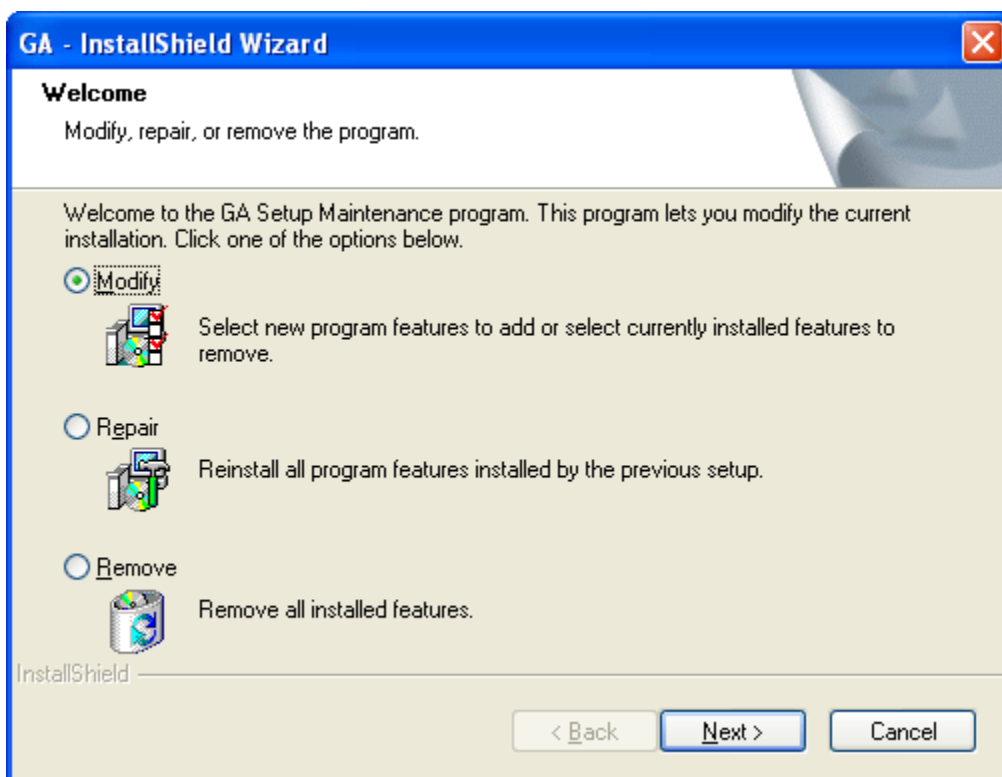 GA - InstallShield Wizard
Welcome
Modify, repair, or remove the program.
Welcome to the GA Setup Maintenance program. This program lets you modify the current
installation. Click one of the options below.
Modify
Select new program features to add or select currently installed features to
remove.
Repair
Reinstall all program features installed by the previous setup.
Remove
Remove all installed features.
InstallShield
< Back Next > Cancel